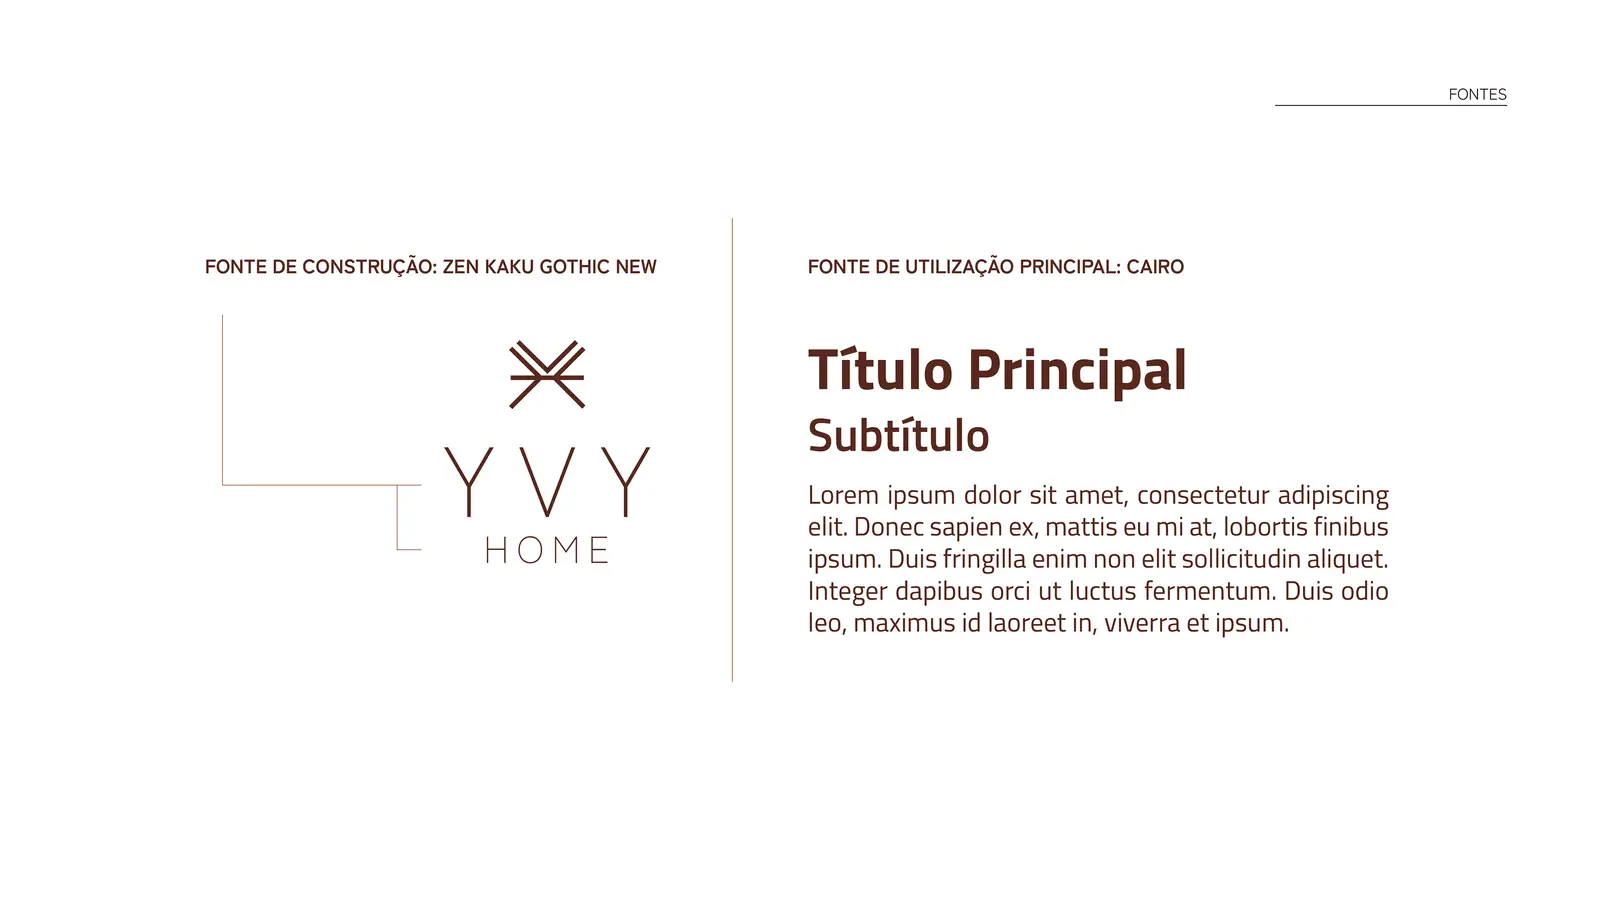 FONTES
FONTE DE CONSTRUÇÃO: ZEN KAKU GOTHIC NEW
YVY
HOME
FONTE DE UTILIZAÇÃO PRINCIPAL: CAIRO
Título Principal
Subtítulo
Lorem ipsum dolor sit amet, consectetur adipiscing
elit. Donec sapien ex, mattis eu mi at, lobortis finibus
ipsum. Duis fringilla enim non elit sollicitudin aliquet.
Integer dapibus orci ut luctus fermentum. Duis odio
leo, maximus id laoreet in, viverra et ipsum.